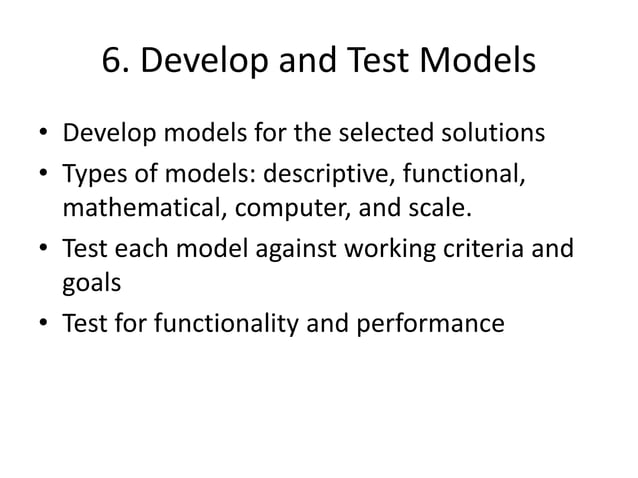 6. Develop and Test Models
• Develop models for the selected solutions
• Types of models: descriptive, functional,
mathematical, computer, and scale.
• Test each model against working criteria and
goals
• Test for functionality and performance